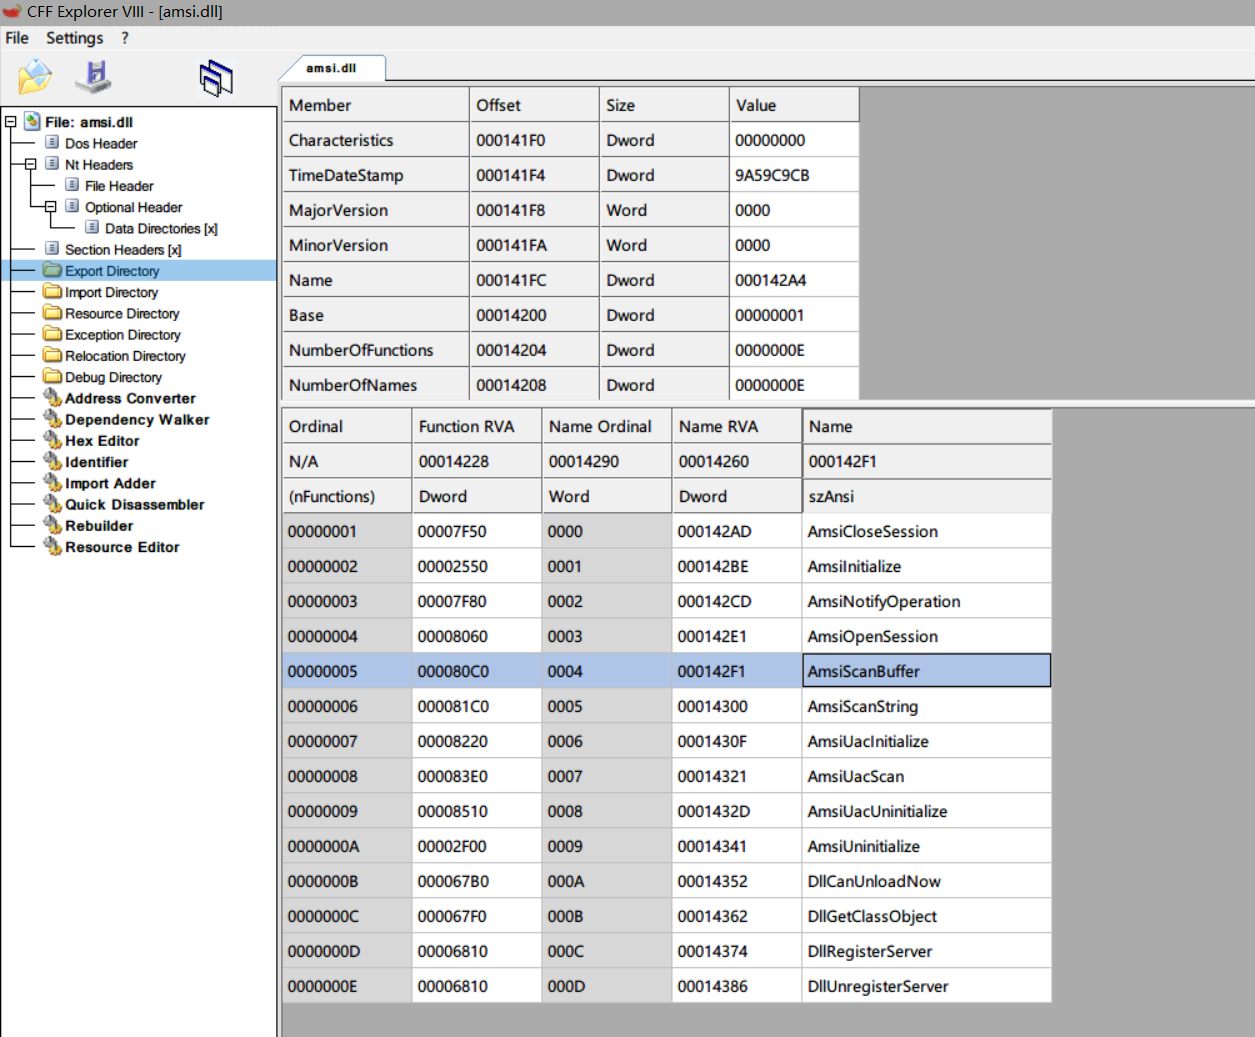 CFF Explorer VIII - [amsi.dll]
File Settings ?
amsi.dll
File: amsi.dll
Dos Header
Nt Headers
File Header
Optional Header
Data Directories [x]
Section Headers [x]
Export Directory
Import Directory
Resource Directory
Exception Directory
Relocation Directory
Debug Directory
Address Converter
Dependency Walker
Hex Editor
Identifier
Import Adder
Quick Disassembler
Rebuilder
Resource Editor
Member Offset Size Value
Characteristics 000141F0 Dword 00000000
TimeDateStamp 000141F4 Dword 9A59C9CB
MajorVersion 000141F8 Word 0000
MinorVersion 000141FA Word 0000
Name 000141FC Dword 000142A4
Base 00014200 Dword 00000001
NumberOfFunctions 00014204 Dword 0000000E
NumberOfNames 00014208 Dword 0000000E
Ordinal Function RVA Name Ordinal Name RVA Name
N/A 00014228 00014290 00014260 000142F1
(nFunctions) Dword Word Dword szAnsi
00000001 00007F50 0000 000142AD AmsiCloseSession
00000002 00002550 0001 000142BE AmsiInitialize
00000003 00007F80 0002 000142CD AmsiNotifyOperation
00000004 00008060 0003 000142E1 AmsiOpenSession
00000005 000080C0 0004 000142F1 AmsiScanBuffer
00000006 000081C0 0005 00014300 AmsiScanString
00000007 00008220 0006 0001430F AmsiUacInitialize
00000008 000083E0 0007 00014321 AmsiUacScan
00000009 00008510 0008 0001432D AmsiUacUninitialize
0000000A 00002F00 0009 00014341 AmsiUninitialize
0000000B 000067B0 000A 00014352 DllCanUnloadNow
0000000C 000067F0 000B 00014362 DllGetClassObject
0000000D 00006810 000C 00014374 DllRegisterServer
0000000E 00006810 000D 00014386 DllUnregisterServer